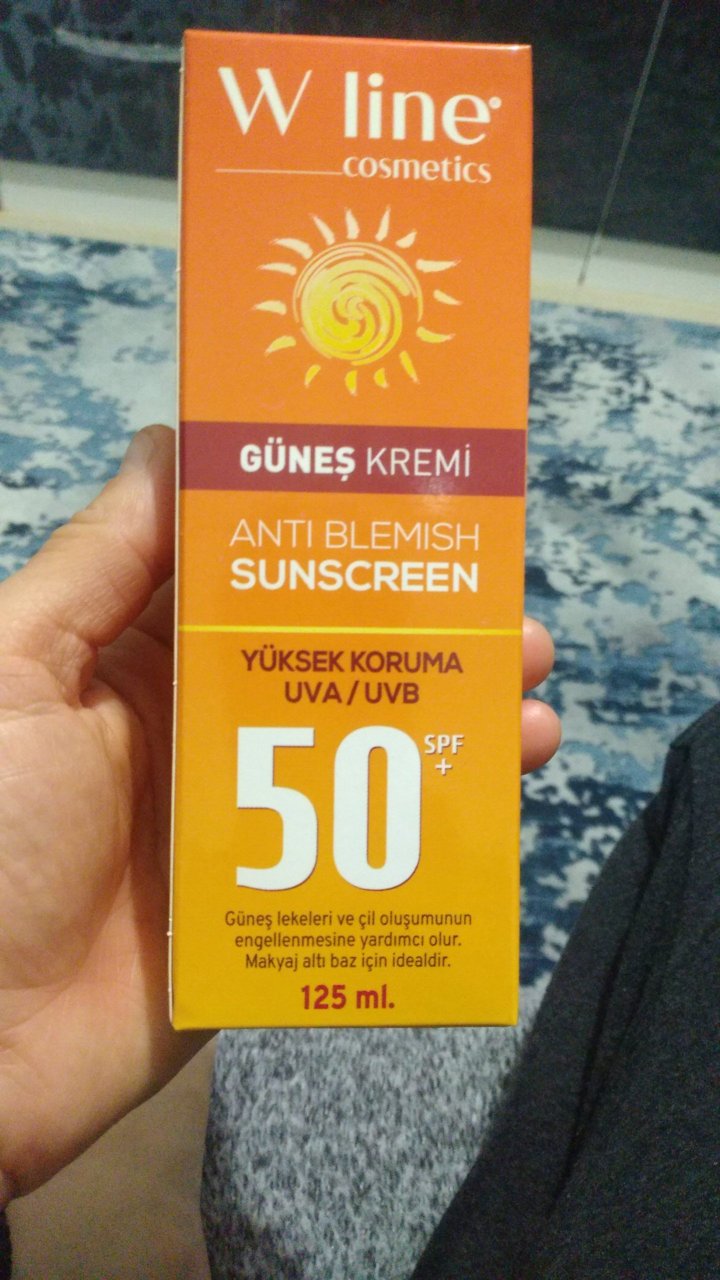 W line
cosmetics
GÜNEŞ KREMİ
ANTI BLEMISH
SUNSCREEN
YÜKSEK KORUMA
UVA / UVB
50 SPF
+
Güneş lekeleri ve çil oluşumunun
engellenmesine yardımcı olur.
Makyaj altı baz için idealdir.
125 ml.